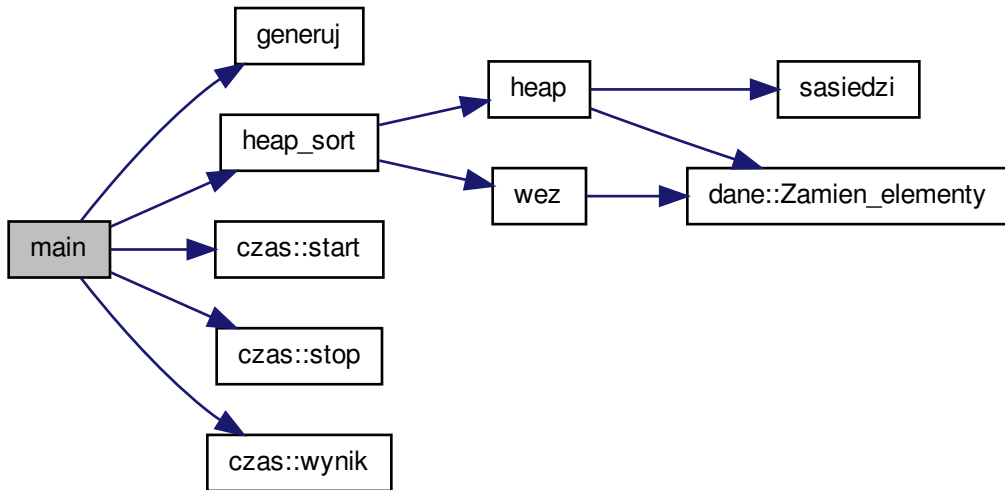 main
generuj
heap_sort
czas::start
czas::stop
czas::wynik
heap
wez
sasiedzi
dane::Zamien_elementy